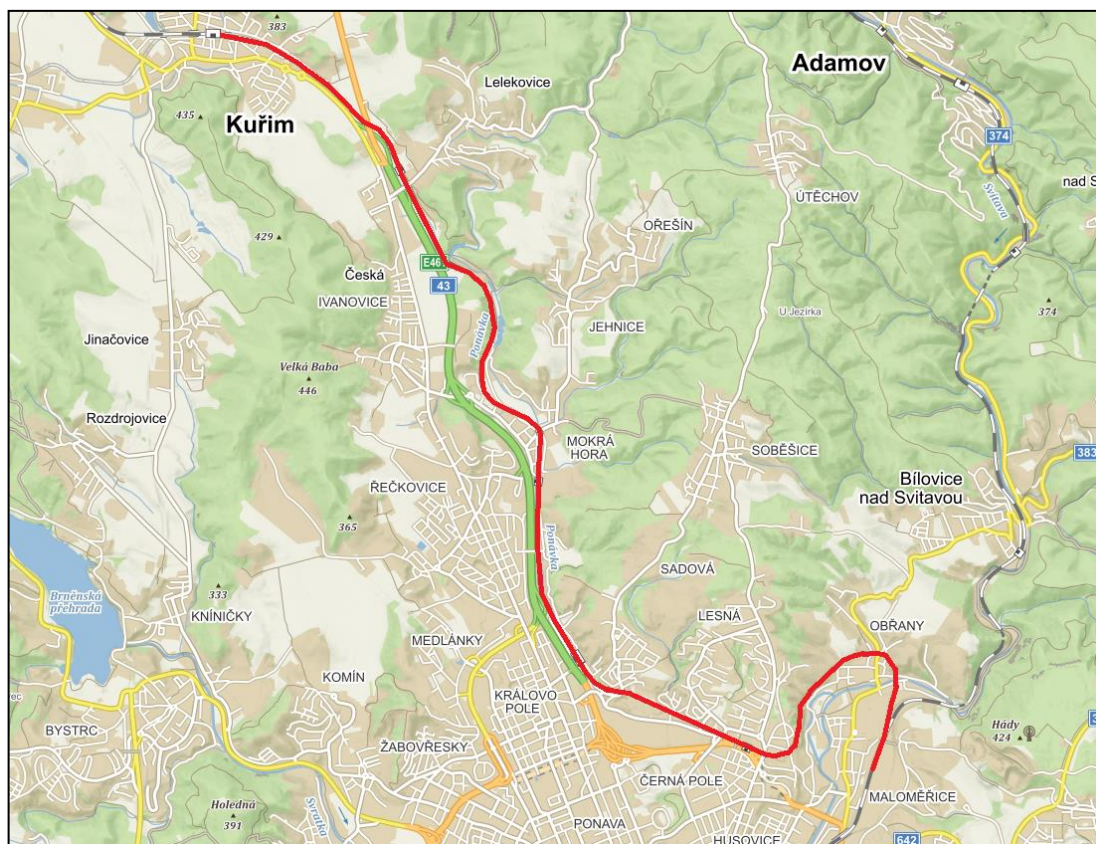 383
Adamov
Lelekovice
435
Kuřim
374
nad S
Svitava
ÚTĚCHOV
OŘEŠÍN
429
E461
43
Česká
IVANOVICE
Ponávka
JEHNICE
U Jezírka
374
Jinačovice
Velká Baba
446
Rozdrojovice
MOKRÁ
HORA
SOBĚŠICE
383
Bílovice
nad Svitavou
ŘEČKOVICE
365
Ponávka
SADOVÁ
Brněnská
přehrada
333
KNÍNIČKY
LESNÁ
OBŘANY
MEDLÁNKY
KOMÍN
KRÁLOVO
POLE
BYSTRC
ŽABOVŘESKY
Hády
424
ČERNÁ POLE
MALOMĚŘICE
Holedná
391
Svratka
PONAVA
HUSOVICE
642